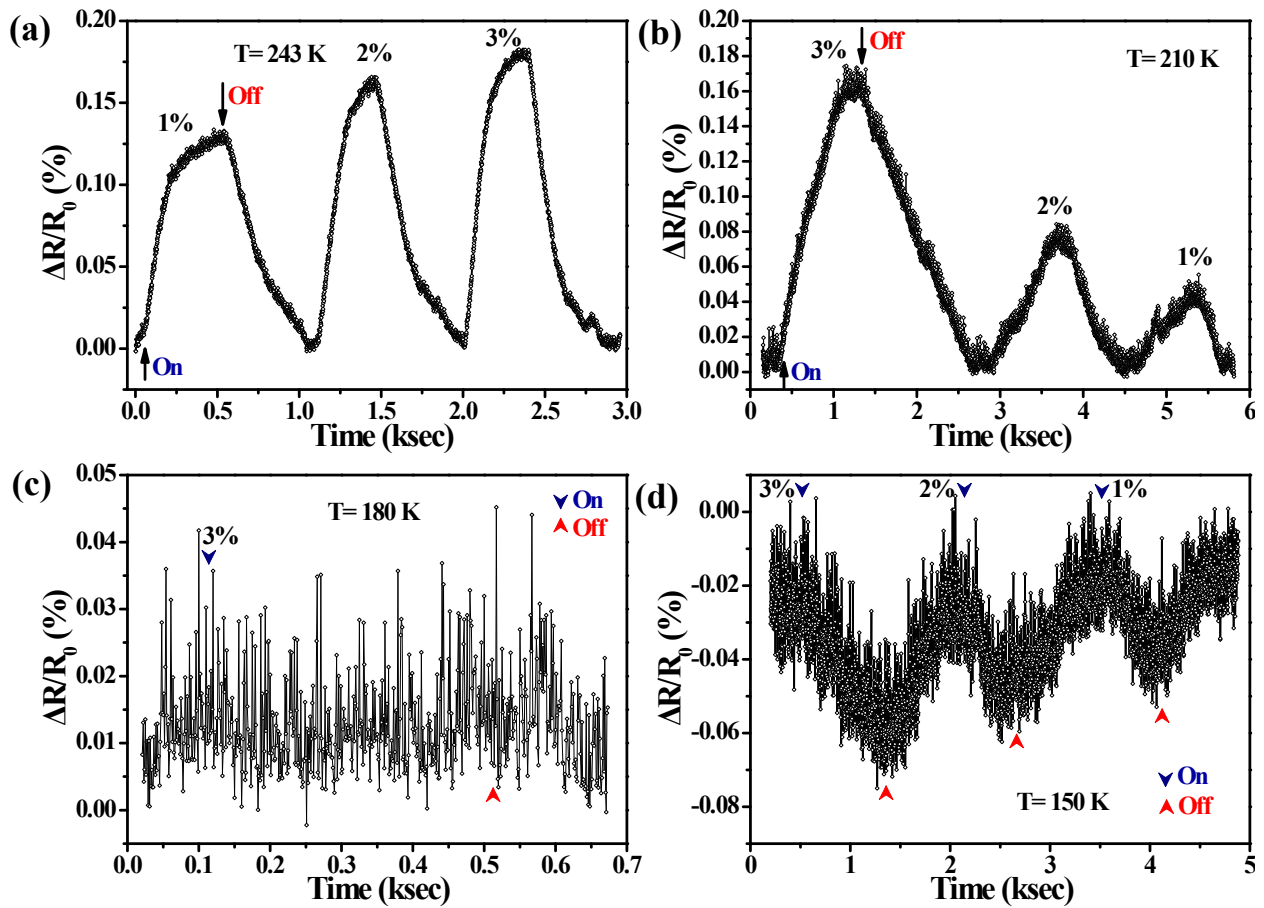 (a)
0.20
0.15
0.10
0.05
0.00
ΔR/R0 (%)
T= 243 K
1%
2%
3%
Off
On
0.0 0.5 1.0 1.5 2.0 2.5 3.0
Time (ksec)
(b)
0.20
0.18
0.16
0.14
0.12
0.10
0.08
0.06
0.04
0.02
0.00
ΔR/R0 (%)
3%
Off
T= 210 K
2%
1%
On
0 1 2 3 4 5 6
Time (ksec)
(c)
0.05
0.04
0.03
0.02
0.01
0.00
ΔR/R0 (%)
T= 180 K
On
Off
3%
0.0 0.1 0.2 0.3 0.4 0.5 0.6 0.7
Time (ksec)
(d)
0.00
-0.02
-0.04
-0.06
-0.08
ΔR/R0 (%)
3%
2%
1%
T= 150 K
On
Off
1 2 3 4 5
Time (ksec)